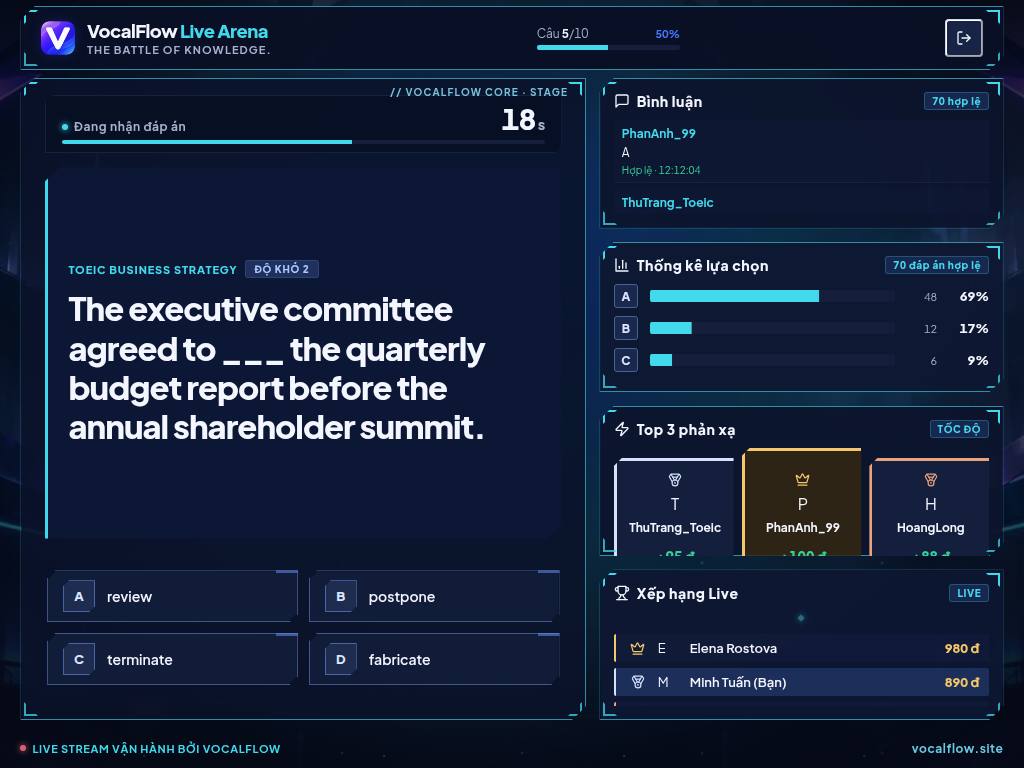 VocalFlow Live Arena
THE BATTLE OF KNOWLEDGE.
Câu 5/10 50%
// VOCALFLOW CORE · STAGE
Đang nhận đáp án 18 s
TOEIC BUSINESS STRATEGY ĐỘ KHÓ 2
The executive committee
agreed to _ _ _ the quarterly
budget report before the
annual shareholder summit.
A review
B postpone
C terminate
D fabricate
Bình luận 70 hợp lệ
PhanAnh_99
A
Hợp lệ · 12:12:04
ThuTrang_Toeic
Thống kê lựa chọn 70 đáp án hợp lệ
A 48 69%
B 12 17%
C 6 9%
Top 3 phản xạ TỐC ĐỘ
T P H
ThuTrang_Toeic PhanAnh_99 HoangLong
Xếp hạng Live LIVE
E Elena Rostova 980 đ
M Minh Tuấn (Bạn) 890 đ
LIVE STREAM VẬN HÀNH BỞI VOCALFLOW
vocalflow.site